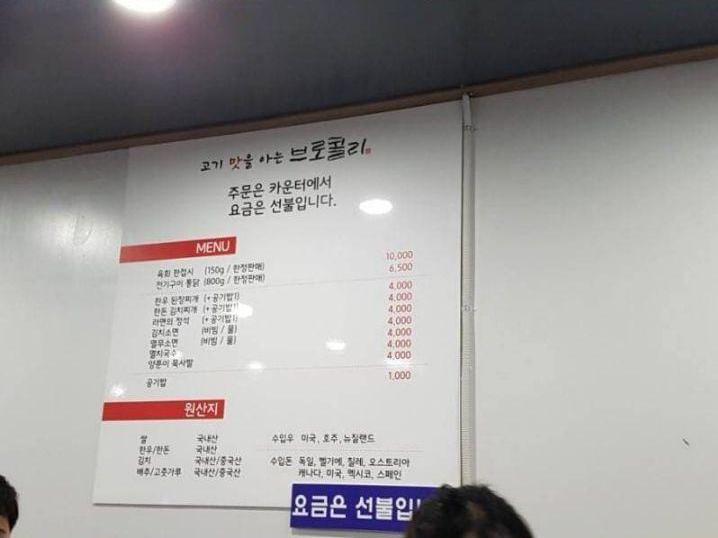 고기 맛을 아는 브로콜리
주문은 카운터에서
요금은 선불입니다.
MENU
육회 한접시 (150g / 한정판매) 10,000
전기구이 통닭 (800g / 한정판매) 6,500
한우 된장찌개 (+공기밥1) 4,000
한돈 김치찌개 (+공기밥1) 4,000
라면의 정석 (+공기밥1) 4,000
김치소면 (비빔 / 물) 4,000
열무소면 (비빔 / 물) 4,000
멸치국수 4,000
양푼이 묵사발 4,000
공기밥 1,000
원산지
쌀 국내산 수입우 미국, 호주, 뉴질랜드
한우/한돈 국내산
김치 국내산/중국산 수입돈 독일, 벨기에, 칠레, 오스트리아
배추/고춧가루 국내산/중국산 캐나다, 미국, 멕시코, 스페인
요금은 선불입